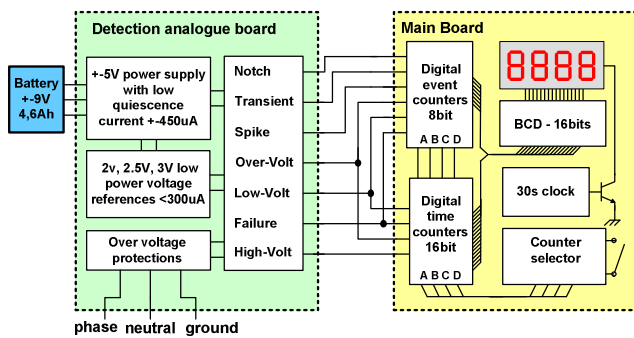 Detection analogue board
Main Board
Battery
+-9V
4,6Ah
+-5V power supply
with low
quiescence
current +-450uA
2v, 2.5V, 3V low
power voltage
references <300uA
Over voltage
protections
Notch
Transient
Spike
Over-Volt
Low-Volt
Failure
High-Volt
phase neutral ground
Digital
event
counters
8bit
A B C D
Digital
time
counters
16bit
A B C D
8888
BCD - 16bits
30s clock
Counter
selector